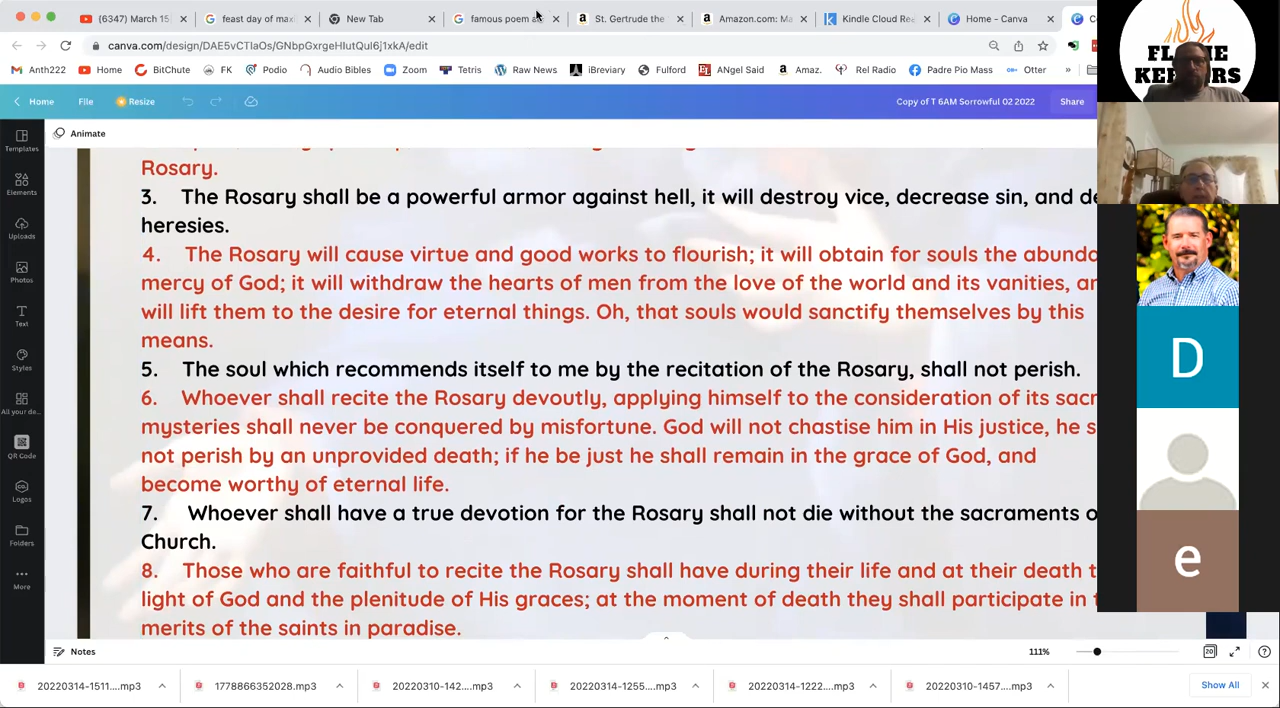 (6347) March 15
feast day of max
New Tab
famous poem a
St. Gertrude the
Amazon.com: Ma
Kindle Cloud Rea
Home - Canva
canva.com/design/DAE5vCTlaOs/GNbpGxrgeHIutQuI6j1xkA/edit
Anth222 Home BitChute FK Podio Audio Bibles Zoom Tetris Raw News iBreviary Fulford ANgel Said Amaz. Rel Radio Padre Pio Mass Otter »
FLAME
KEEPERS
Home File Resize Copy of T 6AM Sorrowful 02 2022 Share
Animate
Templates
Elements
Uploads
Photos
Text
Styles
All your de...
QR Code
Logos
Folders
More
Rosary.
3. The Rosary shall be a powerful armor against hell, it will destroy vice, decrease sin, and de
heresies.
4. The Rosary will cause virtue and good works to flourish; it will obtain for souls the abunda
mercy of God; it will withdraw the hearts of men from the love of the world and its vanities, an
will lift them to the desire for eternal things. Oh, that souls would sanctify themselves by this
means.
5. The soul which recommends itself to me by the recitation of the Rosary, shall not perish.
6. Whoever shall recite the Rosary devoutly, applying himself to the consideration of its sacr
mysteries shall never be conquered by misfortune. God will not chastise him in His justice, he s
not perish by an unprovided death; if he be just he shall remain in the grace of God, and
become worthy of eternal life.
7. Whoever shall have a true devotion for the Rosary shall not die without the sacraments o
Church.
8. Those who are faithful to recite the Rosary shall have during their life and at their death t
light of God and the plenitude of His graces; at the moment of death they shall participate in t
merits of the saints in paradise.
D
e
Notes
111%
20
20220314-1511....mp3
1778866352028.mp3
20220310-142....mp3
20220314-1255....mp3
20220314-1222....mp3
20220310-1457....mp3
Show All